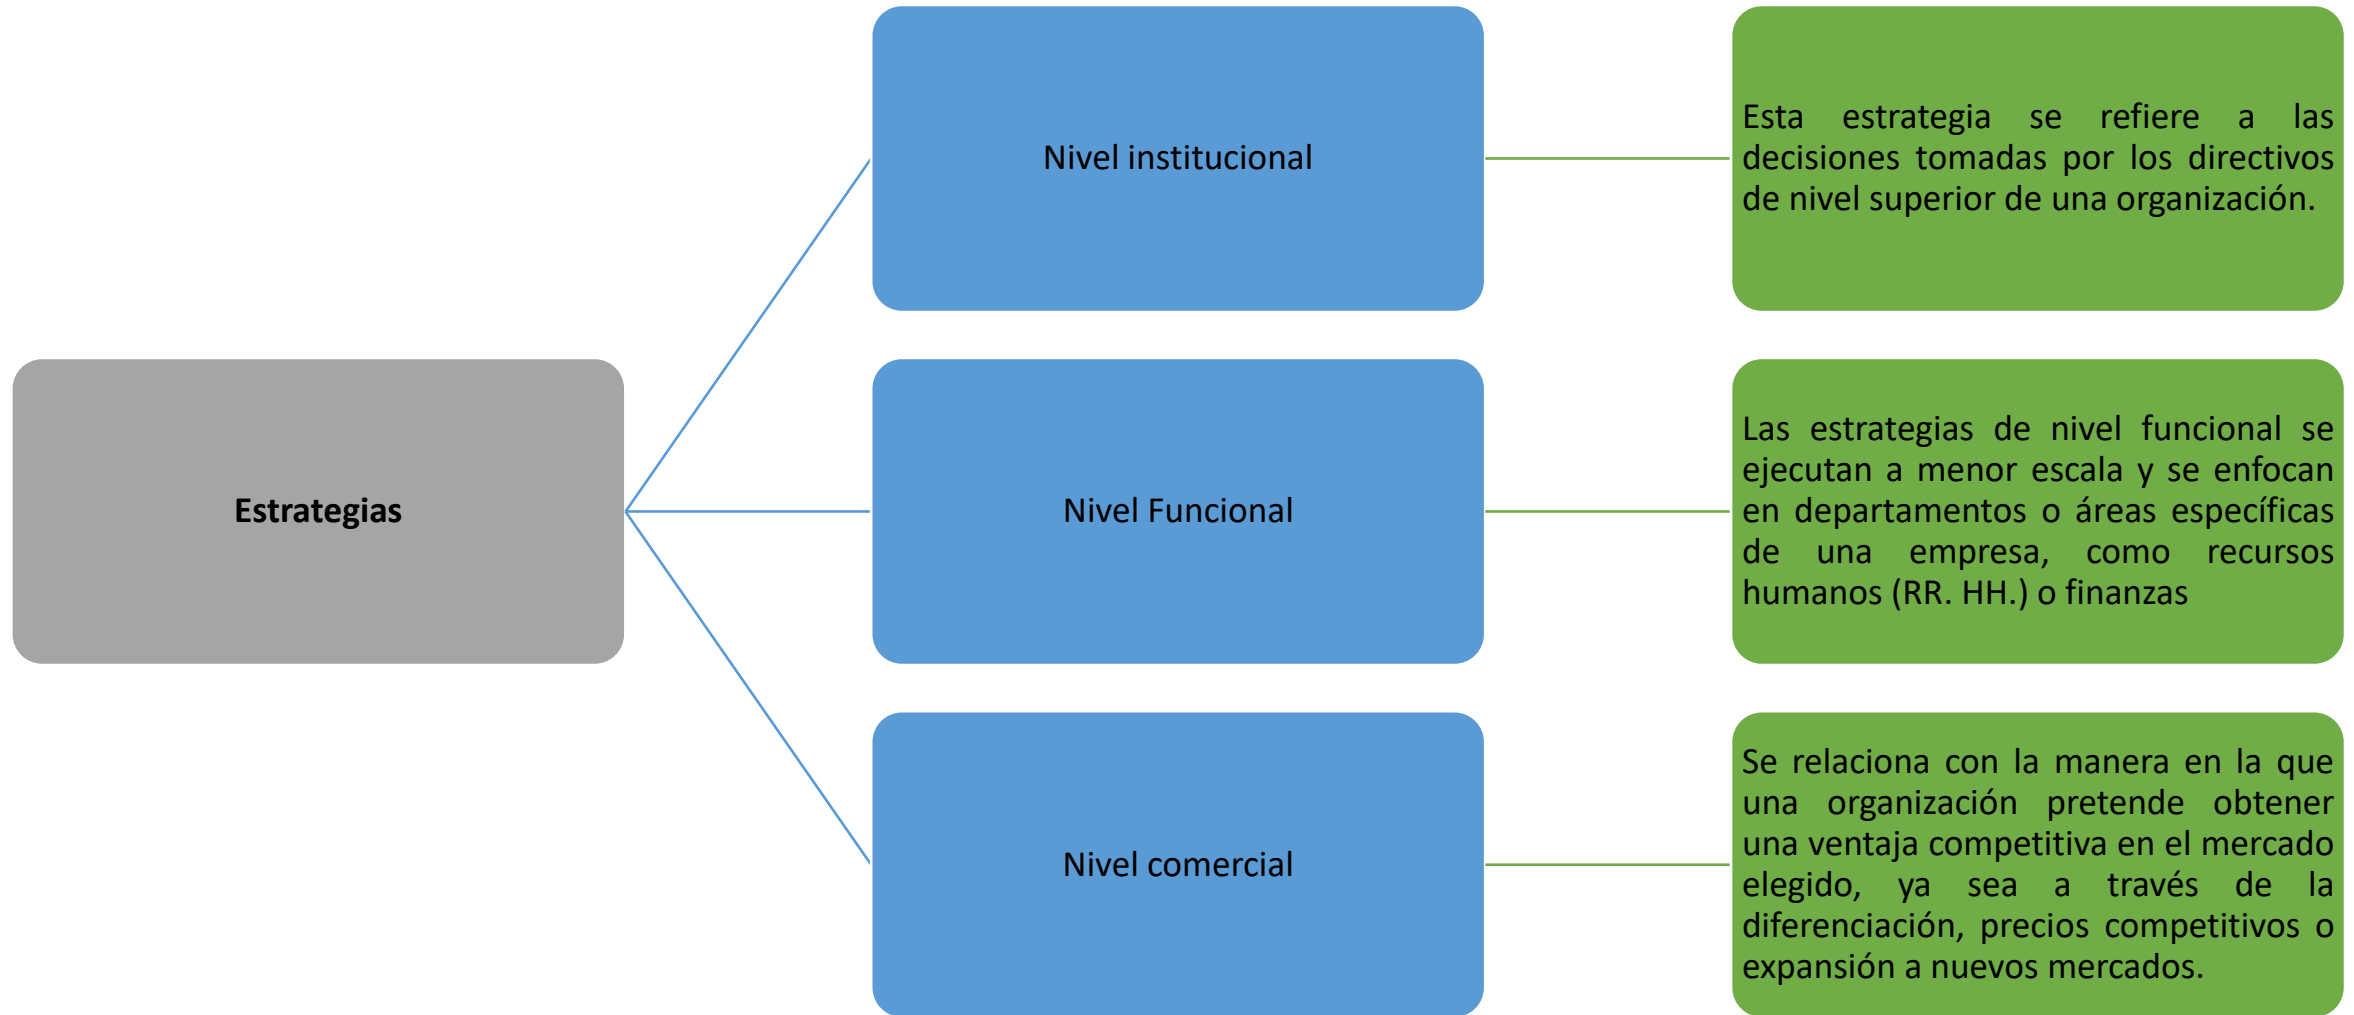 Estrategias
Nivel institucional
Esta estrategia se refiere a las
decisiones tomadas por los directivos
de nivel superior de una organización.
Nivel Funcional
Las estrategias de nivel funcional se
ejecutan a menor escala y se enfocan
en departamentos o áreas específicas
de una empresa, como recursos
humanos (RR. HH.) o finanzas
Nivel comercial
Se relaciona con la manera en la que
una organización pretende obtener
una ventaja competitiva en el mercado
elegido, ya sea a través de la
diferenciación, precios competitivos o
expansión a nuevos mercados.